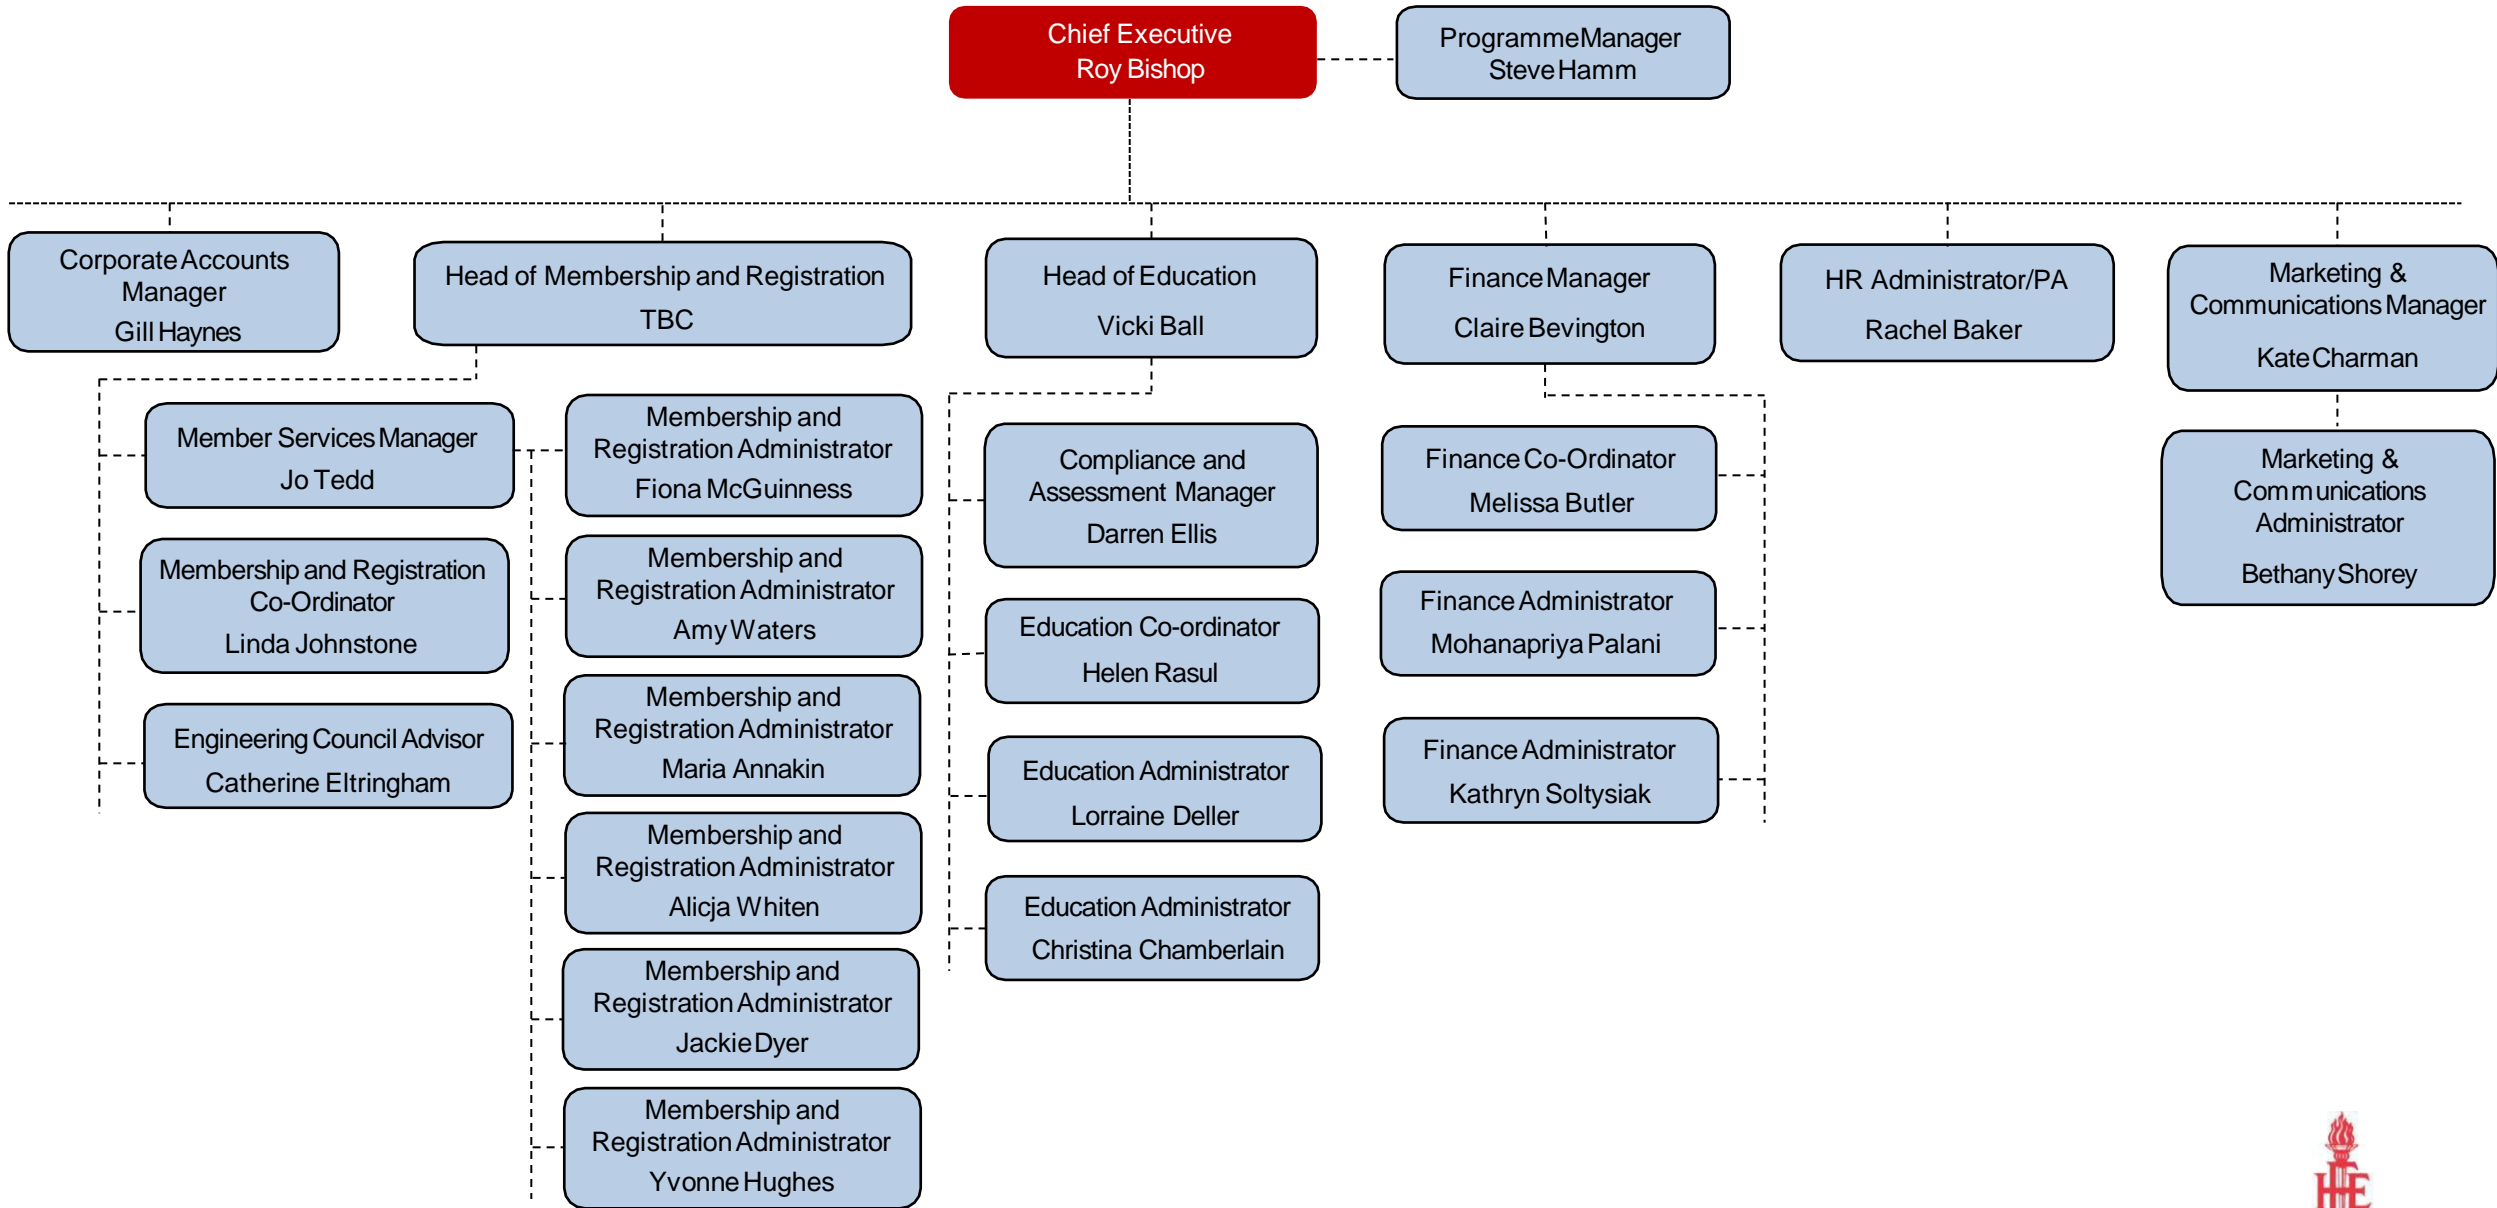 Chief Executive
Roy Bishop
Programme Manager
Steve Hamm
Corporate Accounts
Manager
Gill Haynes
Head of Membership and Registration
TBC
Head of Education
Vicki Ball
Finance Manager
Claire Bevington
HR Administrator/PA
Rachel Baker
Marketing &
Communications Manager
Kate Charman
Member Services Manager
Jo Tedd
Membership and Registration
Co-Ordinator
Linda Johnstone
Engineering Council Advisor
Catherine Eltringham
Membership and
Registration Administrator
Fiona McGuinness
Membership and
Registration Administrator
Amy Waters
Membership and
Registration Administrator
Maria Annakin
Membership and
Registration Administrator
Alicja Whiten
Membership and
Registration Administrator
Jackie Dyer
Membership and
Registration Administrator
Yvonne Hughes
Compliance and
Assessment Manager
Darren Ellis
Education Co-ordinator
Helen Rasul
Education Administrator
Lorraine Deller
Education Administrator
Christina Chamberlain
Finance Co-Ordinator
Melissa Butler
Finance Administrator
Mohanapriya Palani
Finance Administrator
Kathryn Soltysiak
Marketing &
Communications
Administrator
Bethany Shorey